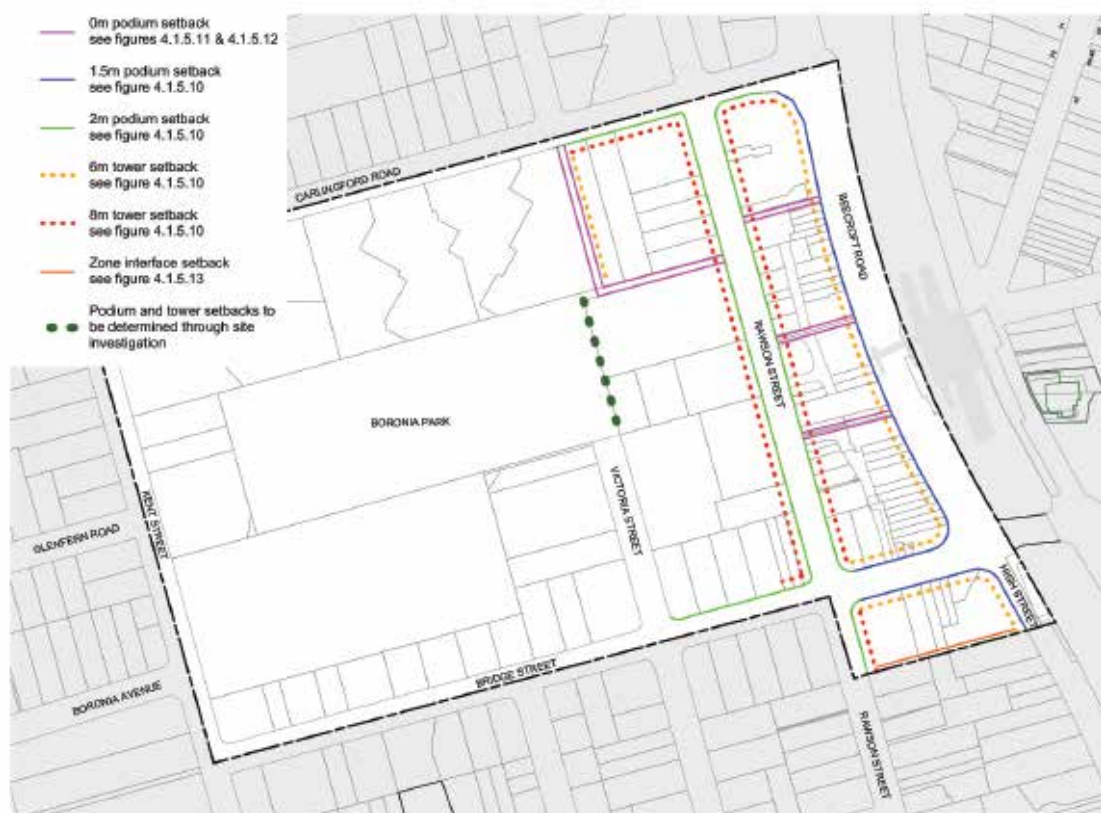 0m podium setback
see figures 4.1.5.11 & 4.1.5.12
1.5m podium setback
see figure 4.1.5.10
2m podium setback
see figure 4.1.5.10
6m tower setback
see figure 4.1.5.10
8m tower setback
see figure 4.1.5.10
Zone interface setback
see figure 4.1.5.13
Podium and tower setbacks to
be determined through site
investigation
CARLINGFORD ROAD
BEECROFT ROAD
RAWSON STREET
BORONIA PARK
VICTORIA STREET
KENT STREET
GLENFERN ROAD
HIGH STREET
BRIDGE STREET
BORONIA AVENUE
RAWSON STREET